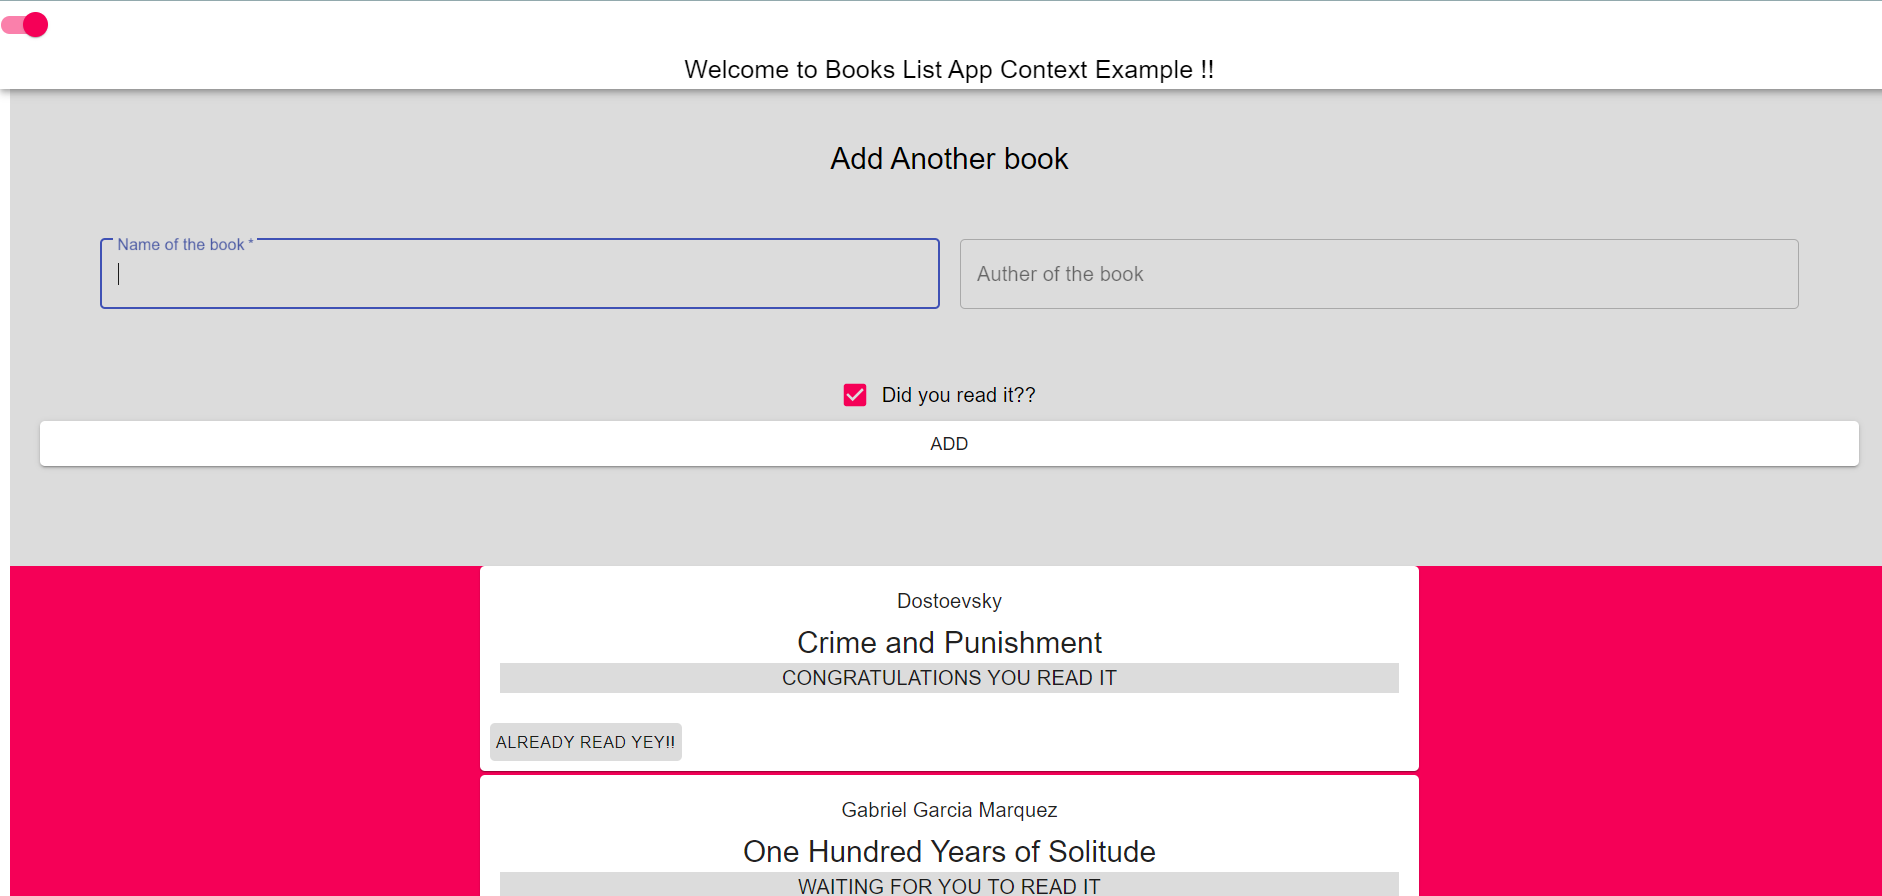 Welcome to Books List App Context Example !!
Add Another book
Name of the book *
Auther of the book
Did you read it??
ADD
Dostoevsky
Crime and Punishment
CONGRATULATIONS YOU READ IT
ALREADY READ YEY!!
Gabriel Garcia Marquez
One Hundred Years of Solitude
WAITING FOR YOU TO READ IT